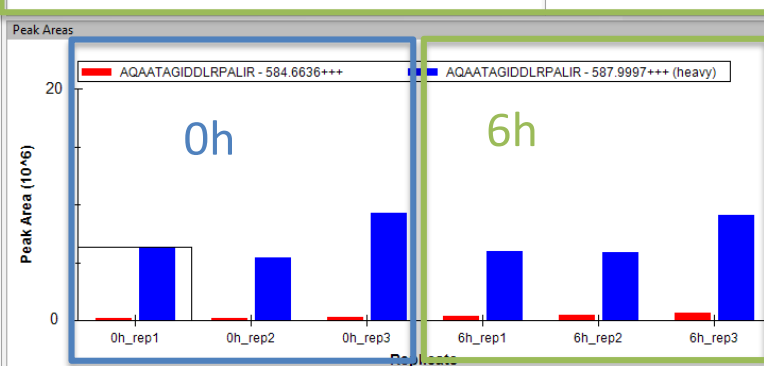 Peak Areas
AQAATAGIDDLRPALIR - 584.6636+++ AQAATAGIDDLRPALIR - 587.9997+++ (heavy)
20
0h 6h
Peak Area (10^6)
0
0h_rep1 0h_rep2 0h_rep3 6h_rep1 6h_rep2 6h_rep3
Replicate